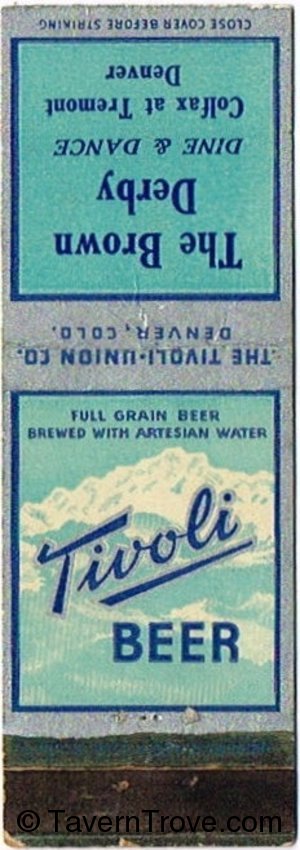 CLOSE COVER BEFORE STRIKING
The Brown
Derby
DINE & DANCE
Colfax at Tremont
Denver
THE TIVOLI-UNION CO.
DENVER, COLO.
FULL GRAIN BEER
BREWED WITH ARTESIAN WATER
Tivoli
BEER
© TavernTrove.com